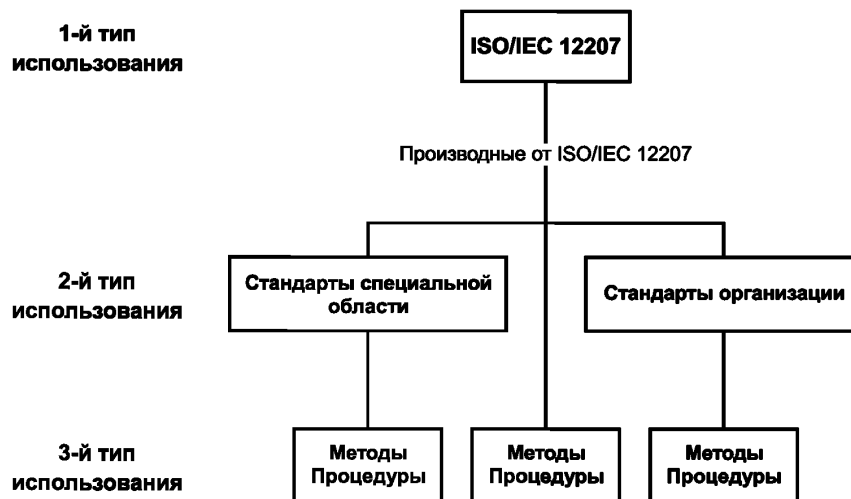 1-й тип
использования
ISO/IEC 12207
Производные от ISO/IEC 12207
2-й тип
использования
Стандарты специальной
области
Стандарты организации
3-й тип
использования
Методы
Процедуры
Методы
Процедуры
Методы
Процедуры